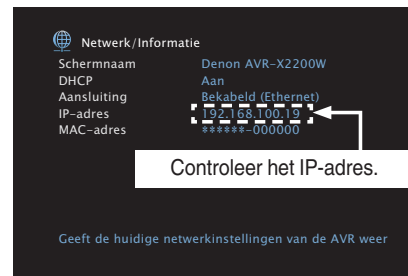 Netwerk/Informatie
Schermnaam Denon AVR-X2200W
DHCP Aan
Aansluiting Bekabeld (Ethernet)
IP-adres 192.168.100.19
MAC-adres ******-000000
Controleer het IP-adres.
Geeft de huidige netwerkinstellingen van de AVR weer